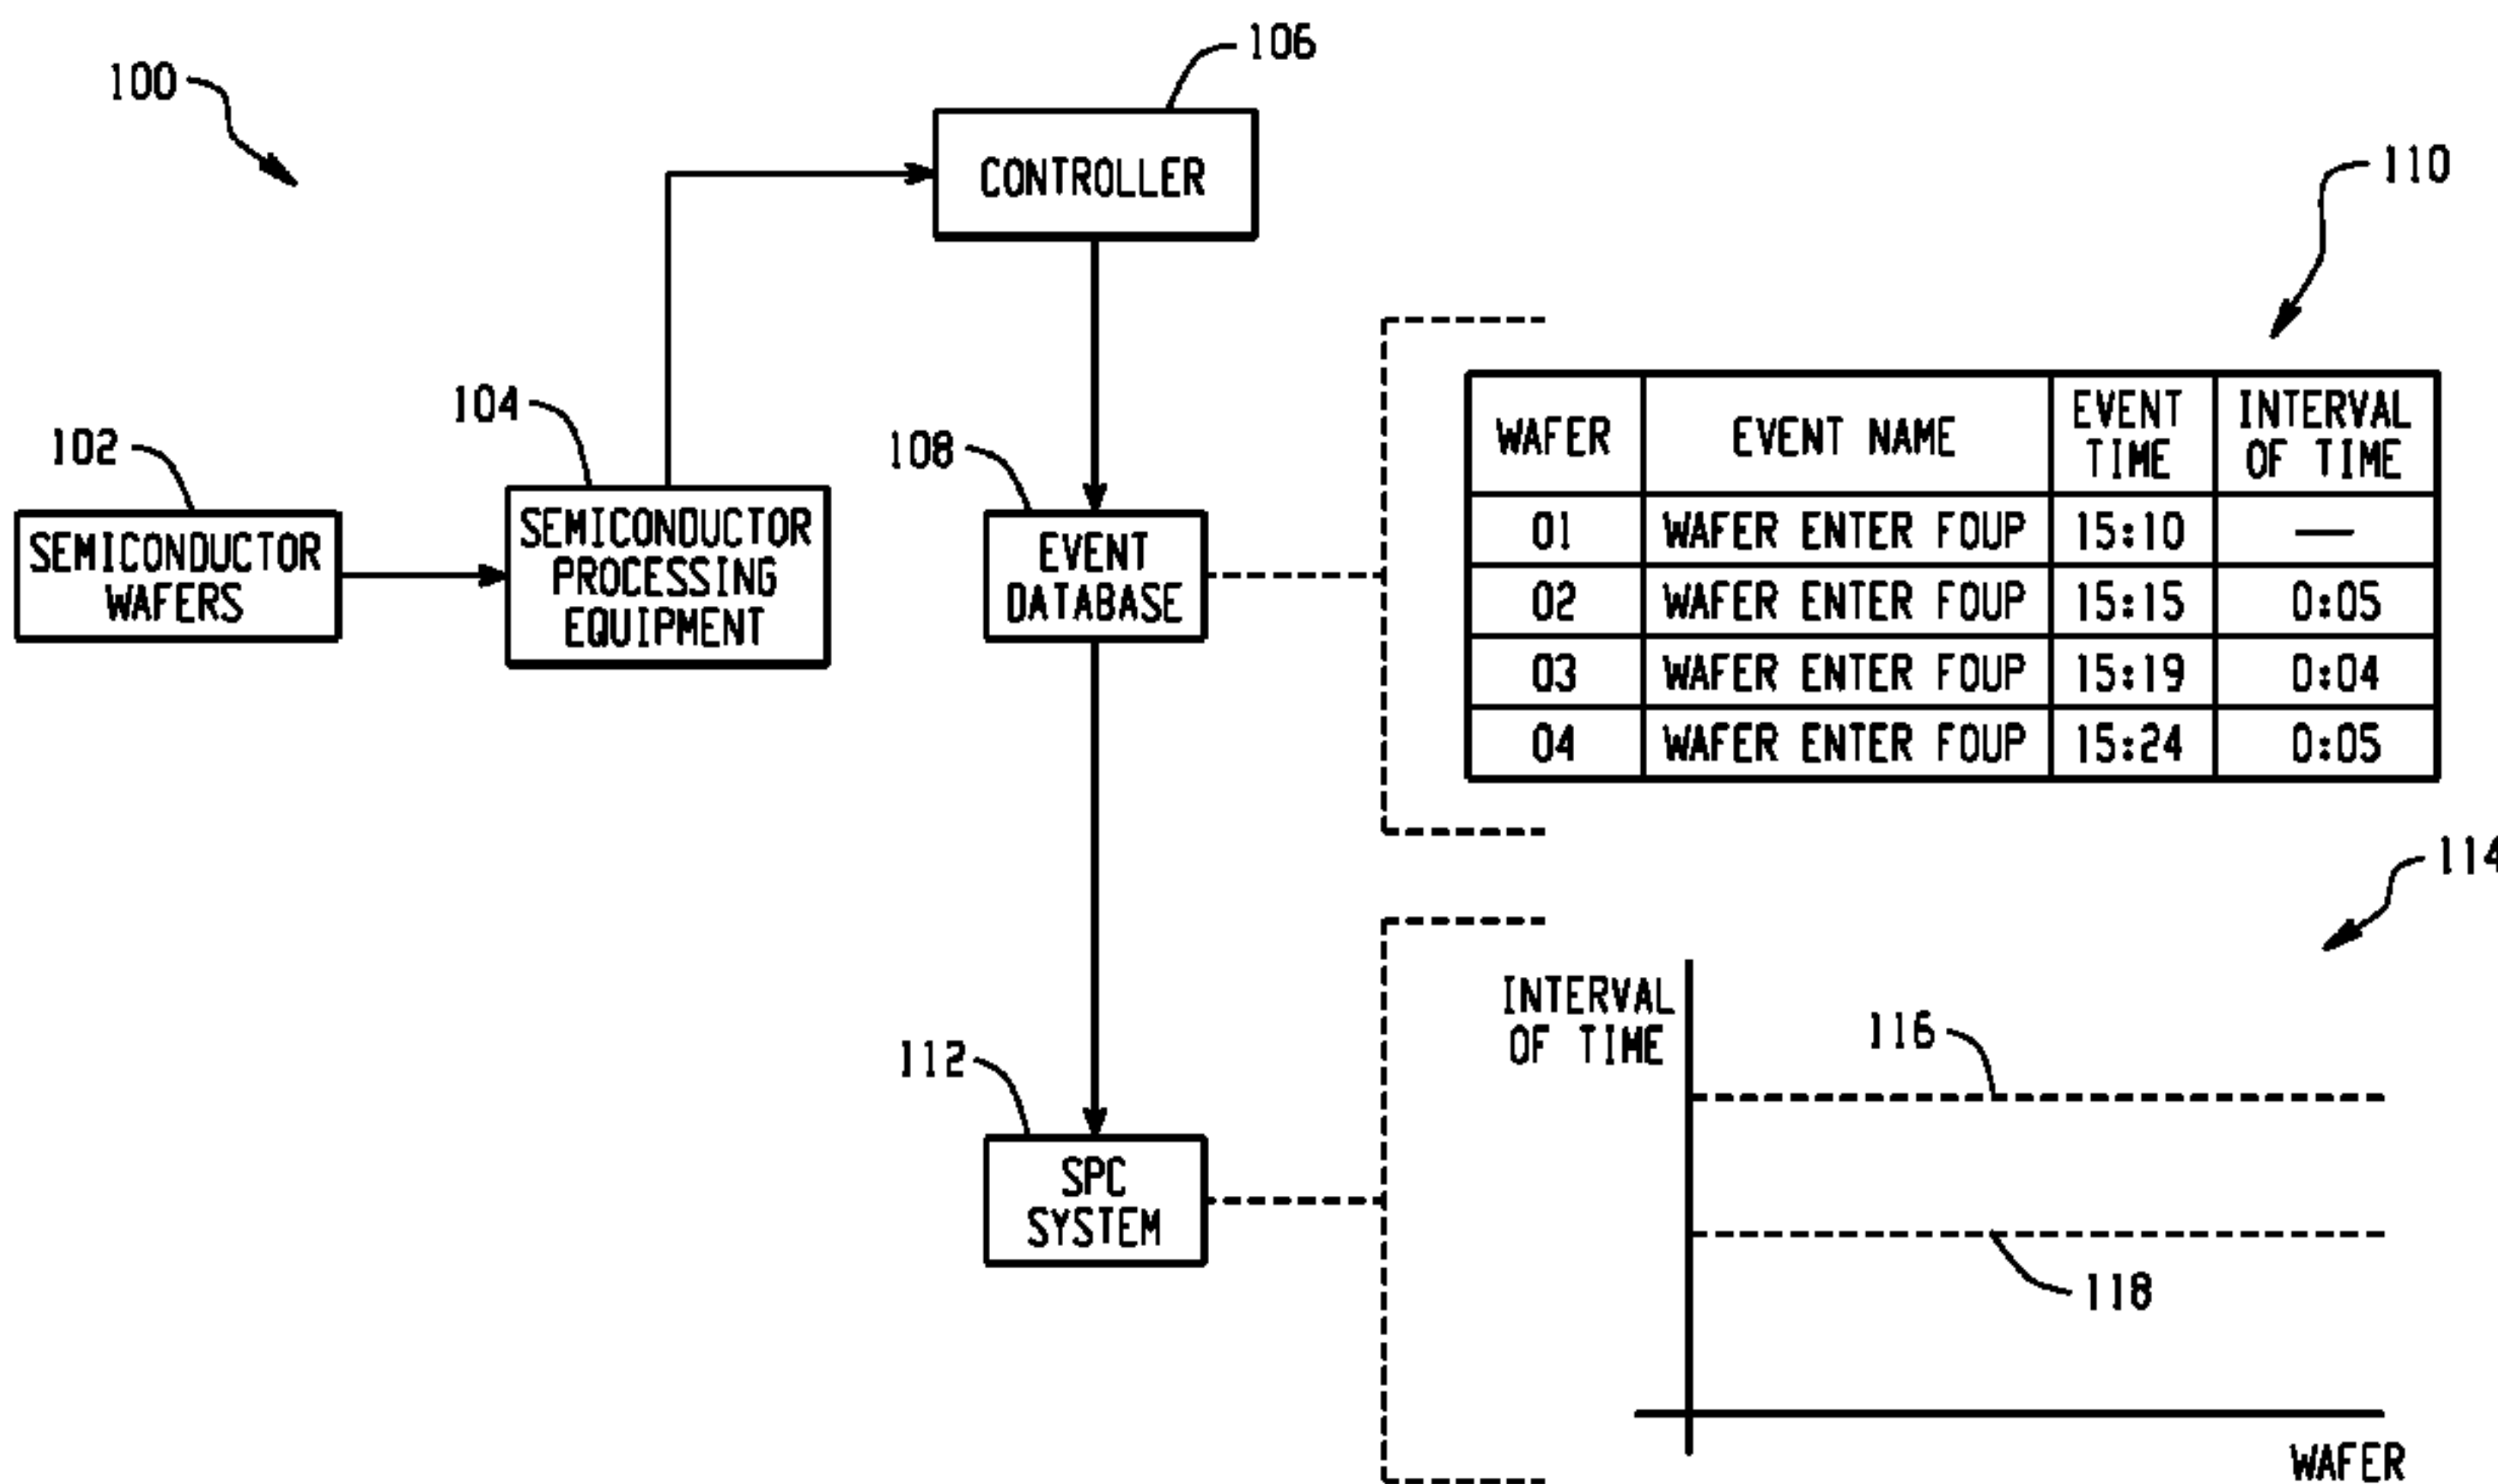 100
106
CONTROLLER
110
102
104
108
SEMICONDUCTOR
WAFERS
SEMICONDUCTOR
PROCESSING
EQUIPMENT
EVENT
DATABASE
WAFER EVENT NAME EVENT TIME INTERVAL OF TIME
01 WAFER ENTER FOUP 15:10 —
02 WAFER ENTER FOUP 15:15 0:05
03 WAFER ENTER FOUP 15:19 0:04
04 WAFER ENTER FOUP 15:24 0:05
112
SPC
SYSTEM
114
INTERVAL
OF TIME
116
118
WAFER